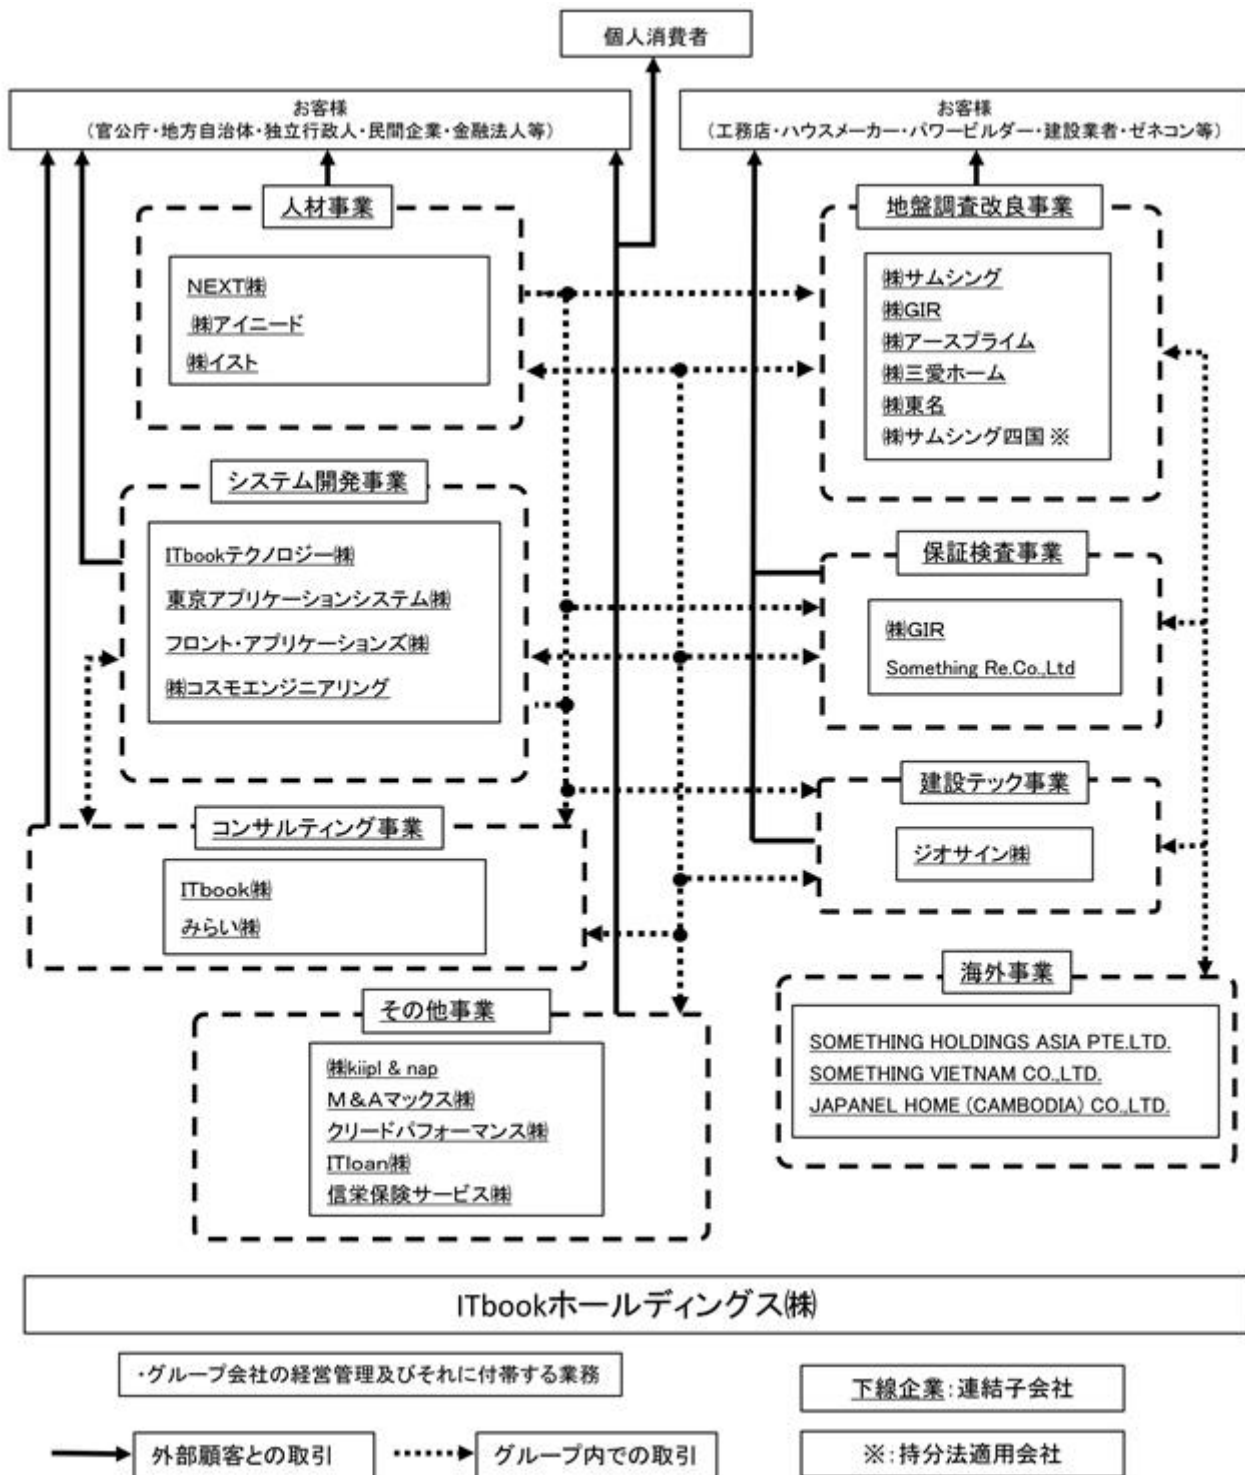 個人消費者
お客様
（官公庁・地方自治体・独立行政人・民間企業・金融法人等）
お客様
（工務店・ハウスメーカー・パワービルダー・建設業者・ゼネコン等）
人材事業
NEXT㈱
㈱アイニード
㈱イスト
地盤調査改良事業
㈱サムシング
㈱GIR
㈱アースプライム
㈱三愛ホーム
㈱東名
㈱サムシング四国※
システム開発事業
ITbookテクノロジー㈱
東京アプリケーションシステム㈱
フロント・アプリケーションズ㈱
㈱コスモエンジニアリング
保証検査事業
㈱GIR
Something Re.Co.,Ltd
建設テック事業
ジオサイン㈱
コンサルティング事業
ITbook㈱
みらい㈱
海外事業
SOMETHING HOLDINGS ASIA PTE.LTD.
SOMETHING VIETNAM CO.,LTD.
JAPANEL HOME (CAMBODIA) CO.,LTD.
その他事業
㈱kiipl & nap
M＆Aマックス㈱
クリードパフォーマンス㈱
ITloan㈱
信栄保険サービス㈱
ITbookホールディングス㈱
・グループ会社の経営管理及びそれに付帯する業務
下線企業：連結子会社
外部顧客との取引
グループ内での取引
※：持分法適用会社